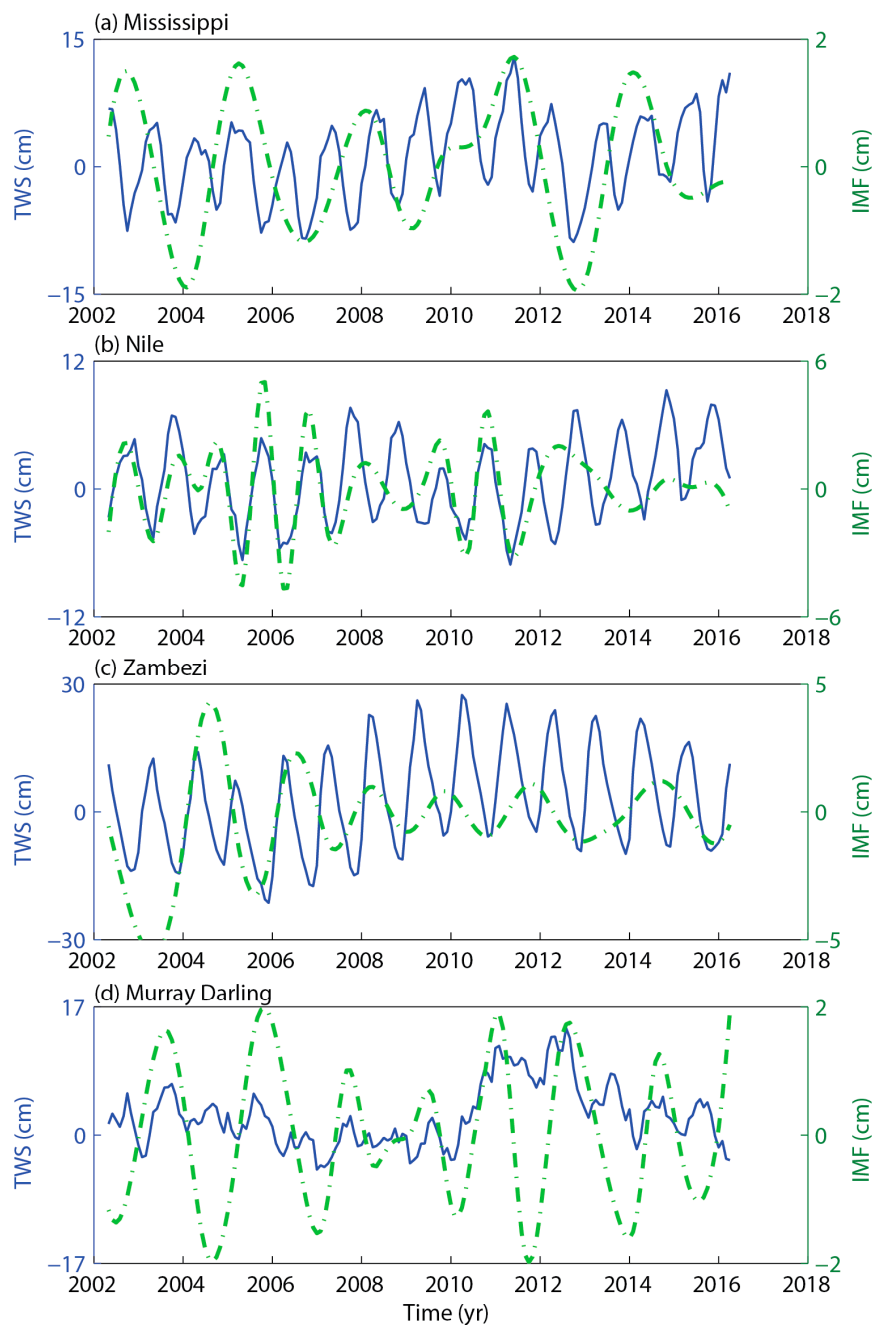 (a) Mississippi
15
2
TWS (cm)
0
0
IMF (cm)
−15
−2
2002 2004 2006 2008 2010 2012 2014 2016 2018
(b) Nile
12
6
TWS (cm)
0
0
IMF (cm)
−12
−6
2002 2004 2006 2008 2010 2012 2014 2016 2018
(c) Zambezi
30
5
TWS (cm)
0
0
IMF (cm)
−30
−5
2002 2004 2006 2008 2010 2012 2014 2016 2018
(d) Murray Darling
17
2
TWS (cm)
0
0
IMF (cm)
−17
−2
2002 2004 2006 2008 2010 2012 2014 2016 2018
Time (yr)